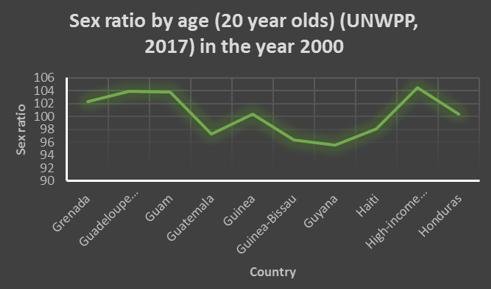 Sex ratio by age (20 year olds) (UNWPP,
2017) in the year 2000
106
104
102
100
98
96
94
92
90
Sex ratio
Grenada
Guadeloupe...
Guam
Guatemala
Guinea
Guinea-Bissau
Guyana
Haiti
High-income...
Honduras
Country